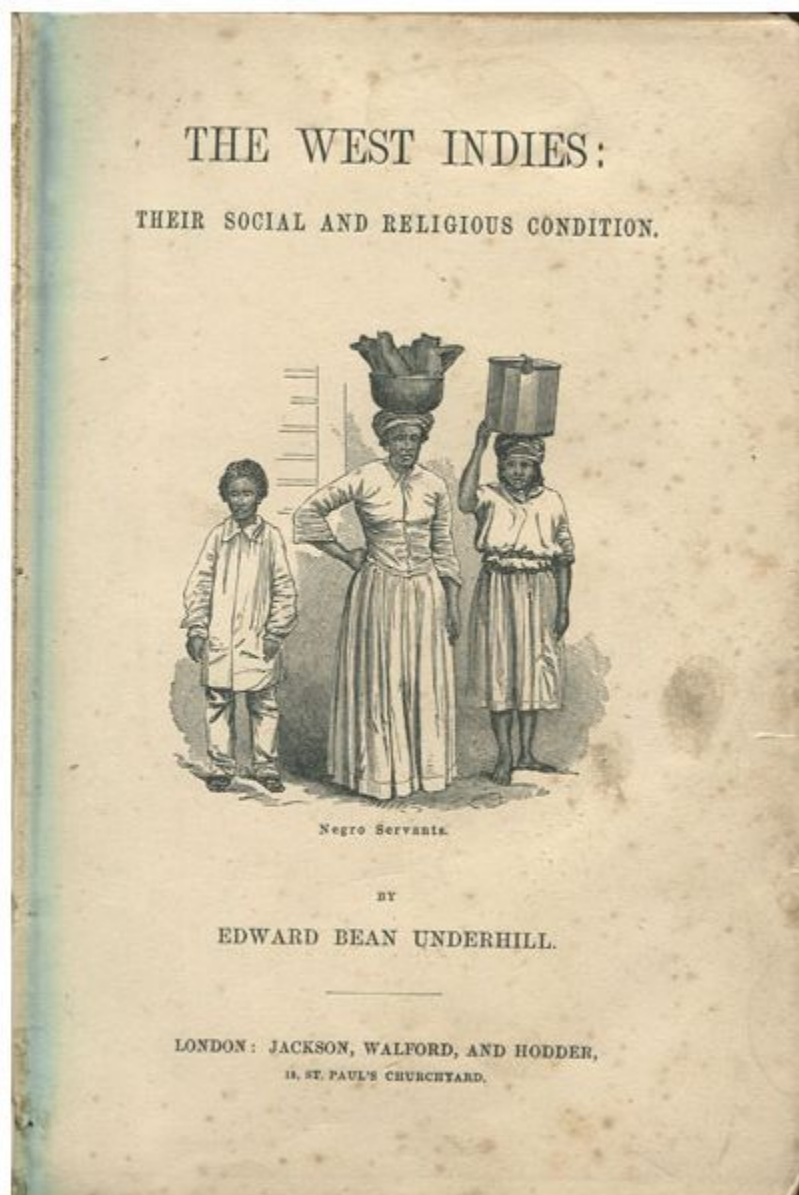 THE WEST INDIES:
THEIR SOCIAL AND RELIGIOUS CONDITION.
Negro Servants.
BY
EDWARD BEAN UNDERHILL.
LONDON: JACKSON, WALFORD, AND HODDER,
18, ST. PAUL'S CHURCHYARD.